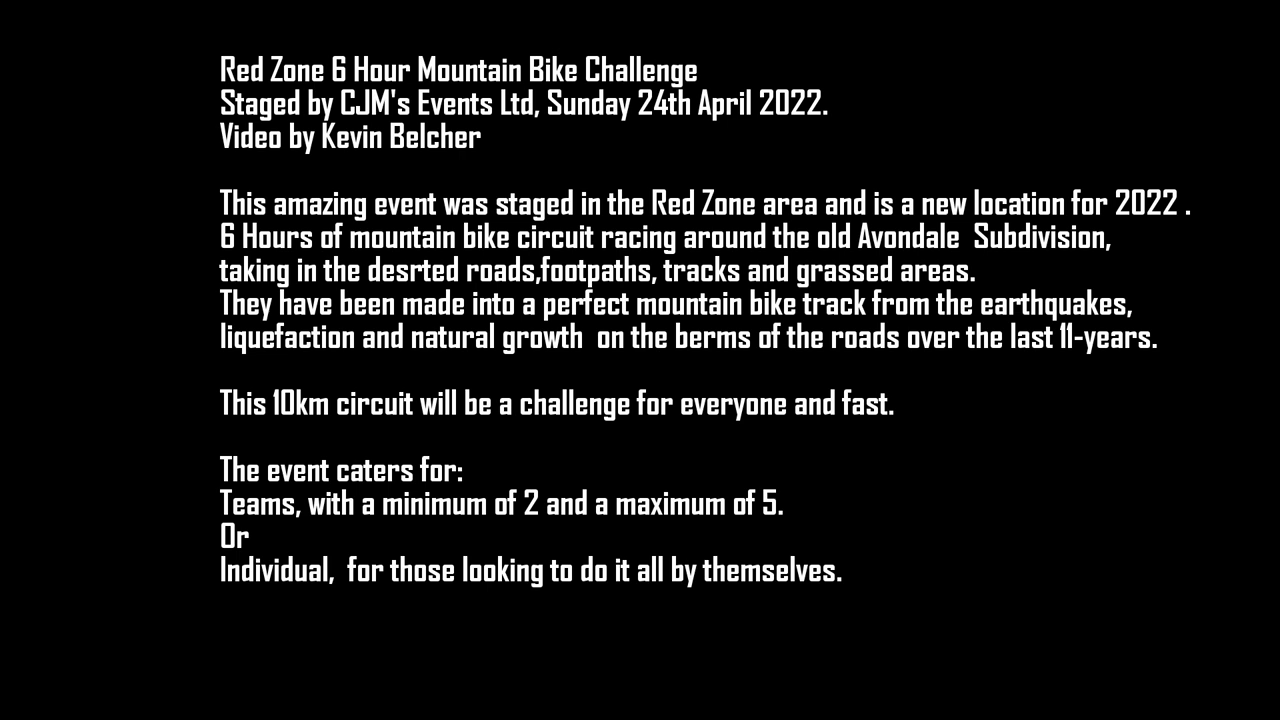 Red Zone 6 Hour Mountain Bike Challenge
Staged by CJM's Events Ltd, Sunday 24th April 2022.
Video by Kevin Belcher
This amazing event was staged in the Red Zone area and is a new location for 2022 .
6 Hours of mountain bike circuit racing around the old Avondale  Subdivision,
taking in the desrted roads,footpaths, tracks and grassed areas.
They have been made into a perfect mountain bike track from the earthquakes,
liquefaction and natural growth  on the berms of the roads over the last 11-years.
This 10km circuit will be a challenge for everyone and fast.
The event caters for:
Teams, with a minimum of 2 and a maximum of 5.
Or
Individual,  for those looking to do it all by themselves.